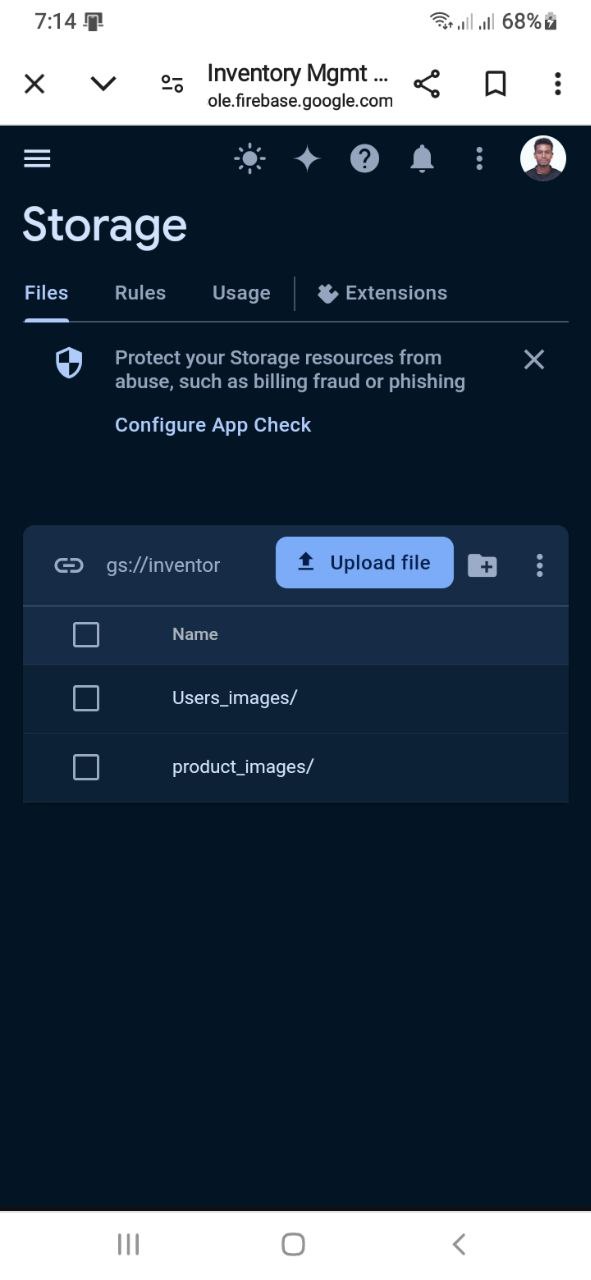 7:14
68%
Inventory Mgmt ...
ole.firebase.google.com
Storage
Files Rules Usage Extensions
Protect your Storage resources from
abuse, such as billing fraud or phishing
Configure App Check
gs://inventor Upload file
Name
Users_images/
product_images/